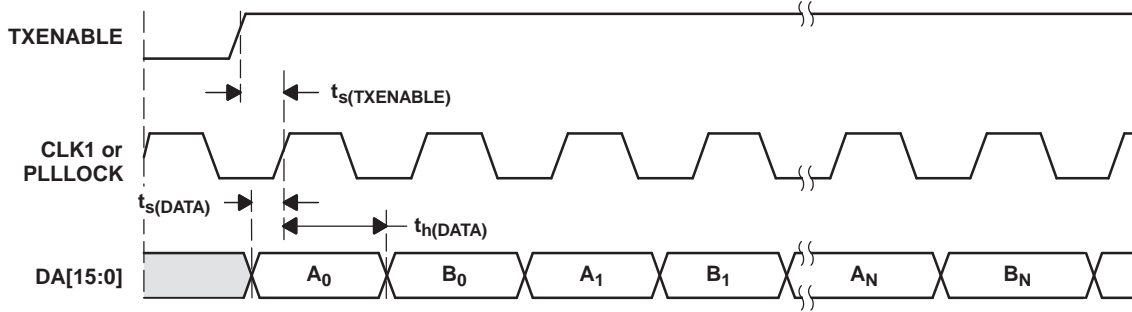 TXENABLE
ts(TXENABLE)
CLK1 or
PLLLOCK
ts(DATA)
th(DATA)
DA[15:0]
A0
B0
A1
B1
AN
BN